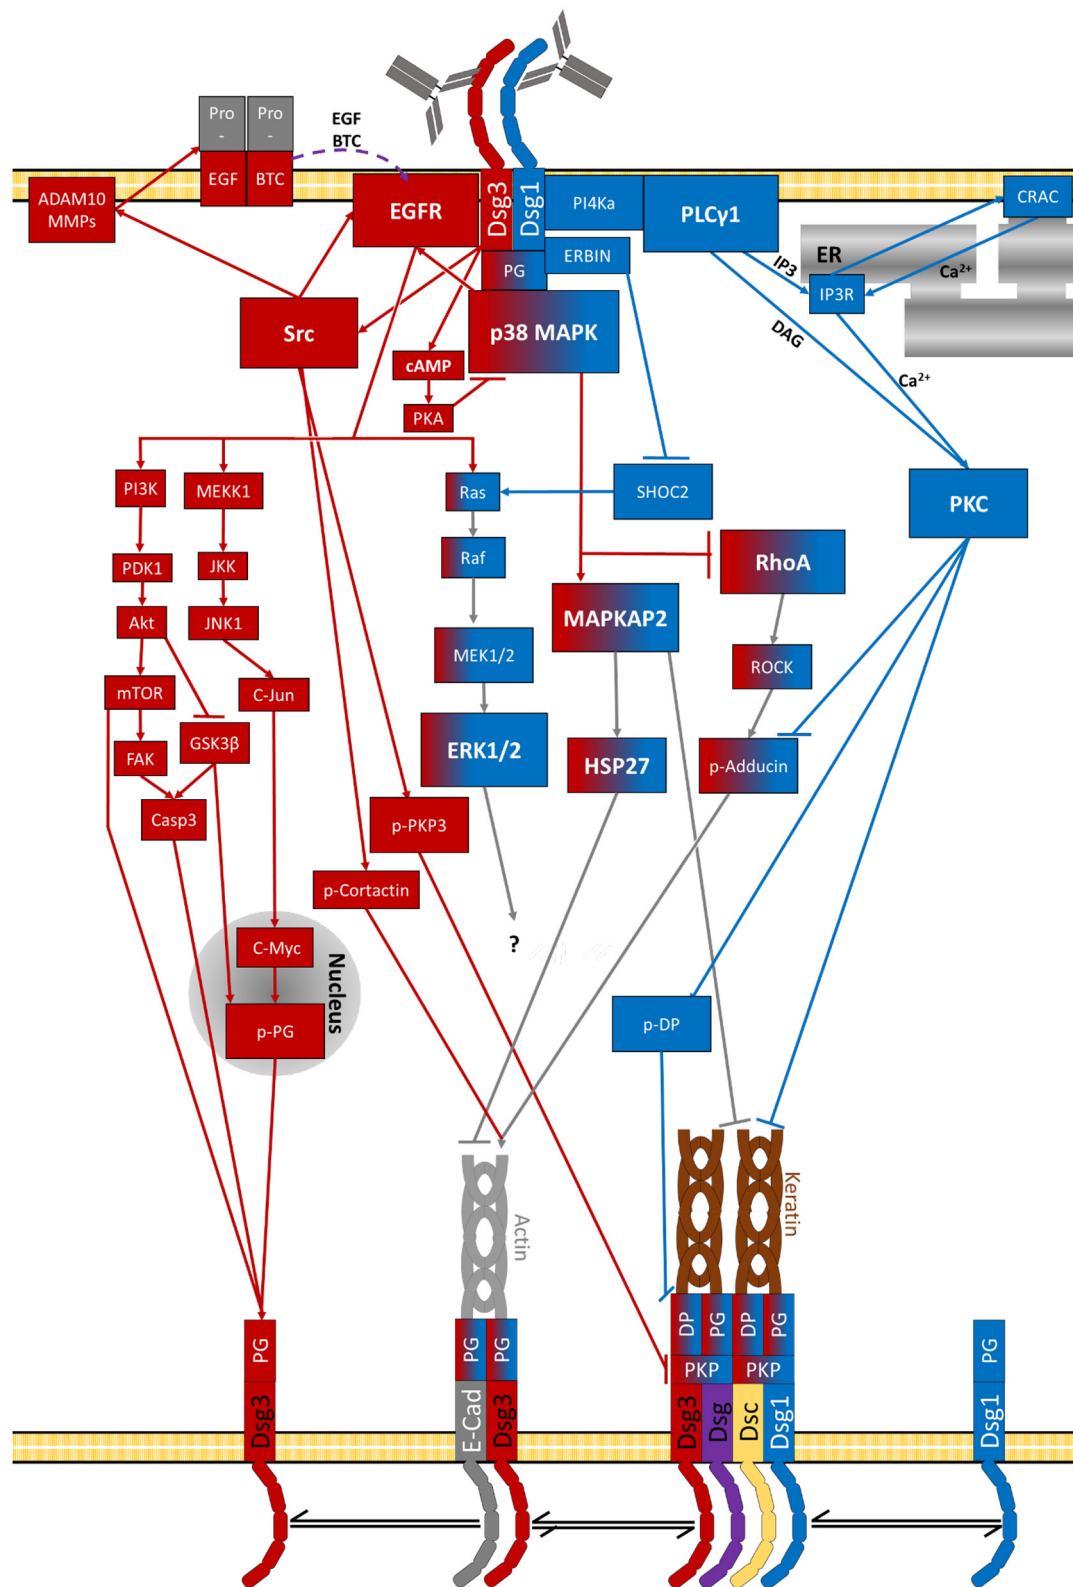 EGF
BTC
Pro
-
Pro
-
EGF
BTC
ADAM10
MMPs
EGFR
Dsg3
Dsg1
PI4Ka
PLCγ1
CRAC
ERBIN
PG
ER
IP3
Ca2+
IP3R
Src
p38 MAPK
DAG
cAMP
Ca2+
PKA
PI3K
MEKK1
Ras
SHOC2
PKC
Raf
RhoA
PDK1
JKK
Akt
JNK1
MAPKAP2
MEK1/2
ROCK
mTOR
C-Jun
GSK3β
FAK
ERK1/2
HSP27
p-Adducin
Casp3
p-PKP3
p-Cortactin
C-Myc
Nucleus
?
p-PG
p-DP
Actin
Keratin
PG
PG
PG
DP
PG
DP
PG
PG
PKP
PKP
Dsg3
E-Cad
Dsg3
Dsg3
Dsg
Dsc
Dsg1
Dsg1